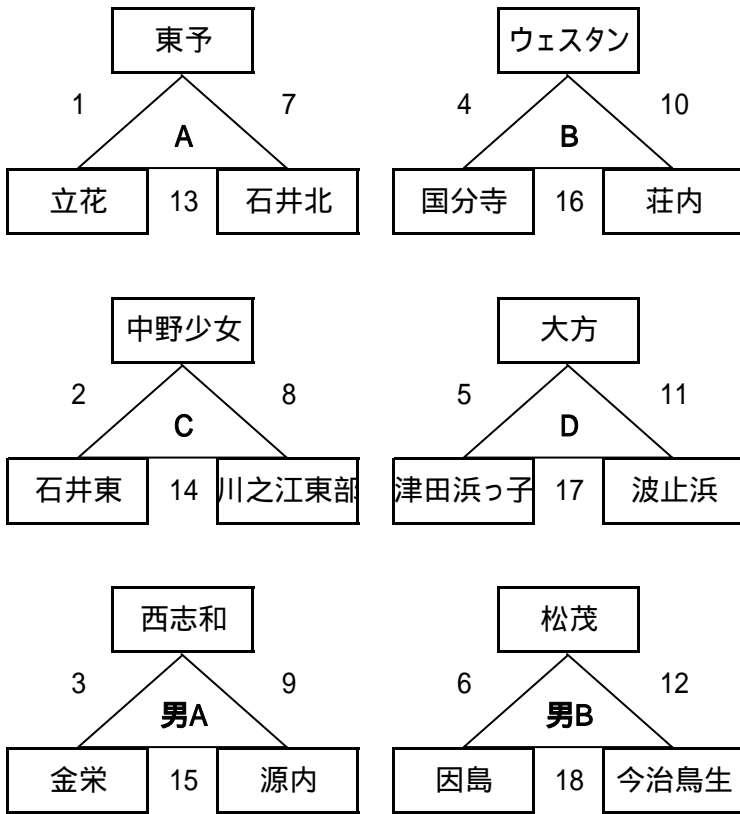 東予 ウェスタン
1 7 4 10
A B
立花 13 石井北 国分寺 16 荘内
中野少女 大方
2 8 5 11
C D
石井東 14 川之江東部 津田浜っ子 17 波止浜
西志和 松茂
3 9 6 12
男A 男B
金栄 15 源内 因島 18 今治鳥生